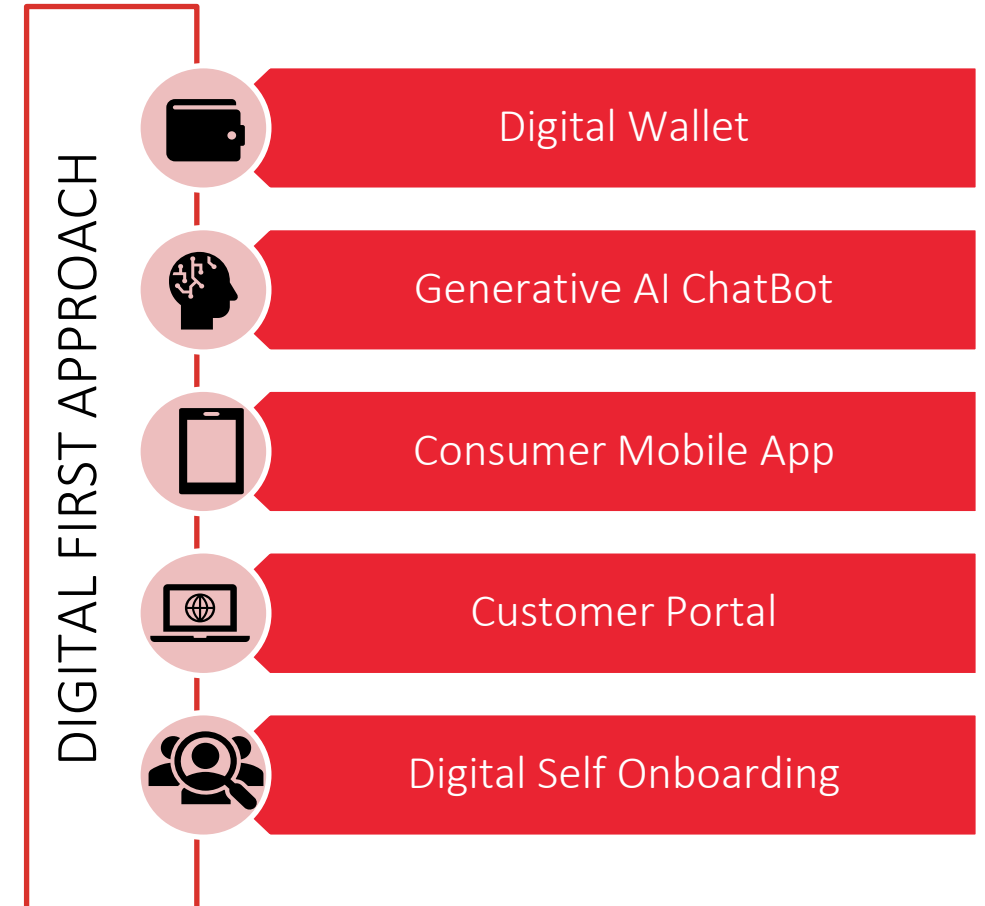 DIGITAL FIRST APPROACH
Digital Wallet
Generative AI ChatBot
Consumer Mobile App
Customer Portal
Digital Self Onboarding